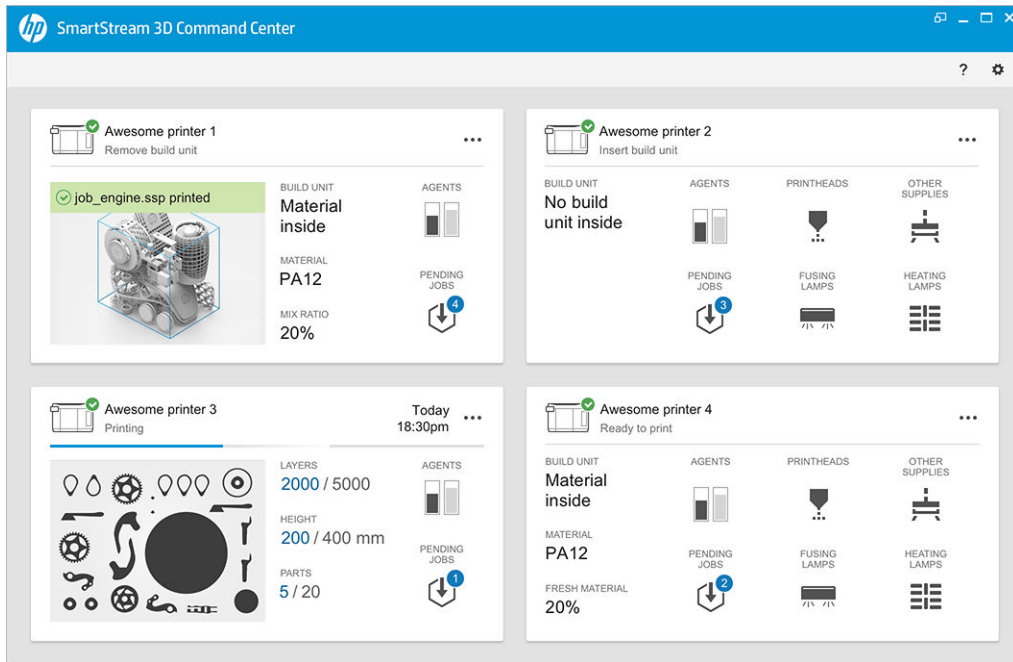 hp SmartStream 3D Command Center
?
Awesome printer 1
Remove build unit
job_engine.ssp printed
BUILD UNIT
Material
inside
MATERIAL
PA12
MIX RATIO
20%
AGENTS
PENDING
JOBS
4
Awesome printer 2
Insert build unit
BUILD UNIT
No build
unit inside
AGENTS
PRINTHEADS
OTHER
SUPPLIES
PENDING
JOBS
3
FUSING
LAMPS
HEATING
LAMPS
Awesome printer 3
Printing
Today
18:30pm
LAYERS
2000 / 5000
HEIGHT
200 / 400 mm
PARTS
5 / 20
AGENTS
PENDING
JOBS
1
Awesome printer 4
Ready to print
BUILD UNIT
Material
inside
MATERIAL
PA12
FRESH MATERIAL
20%
AGENTS
PRINTHEADS
OTHER
SUPPLIES
PENDING
JOBS
2
FUSING
LAMPS
HEATING
LAMPS